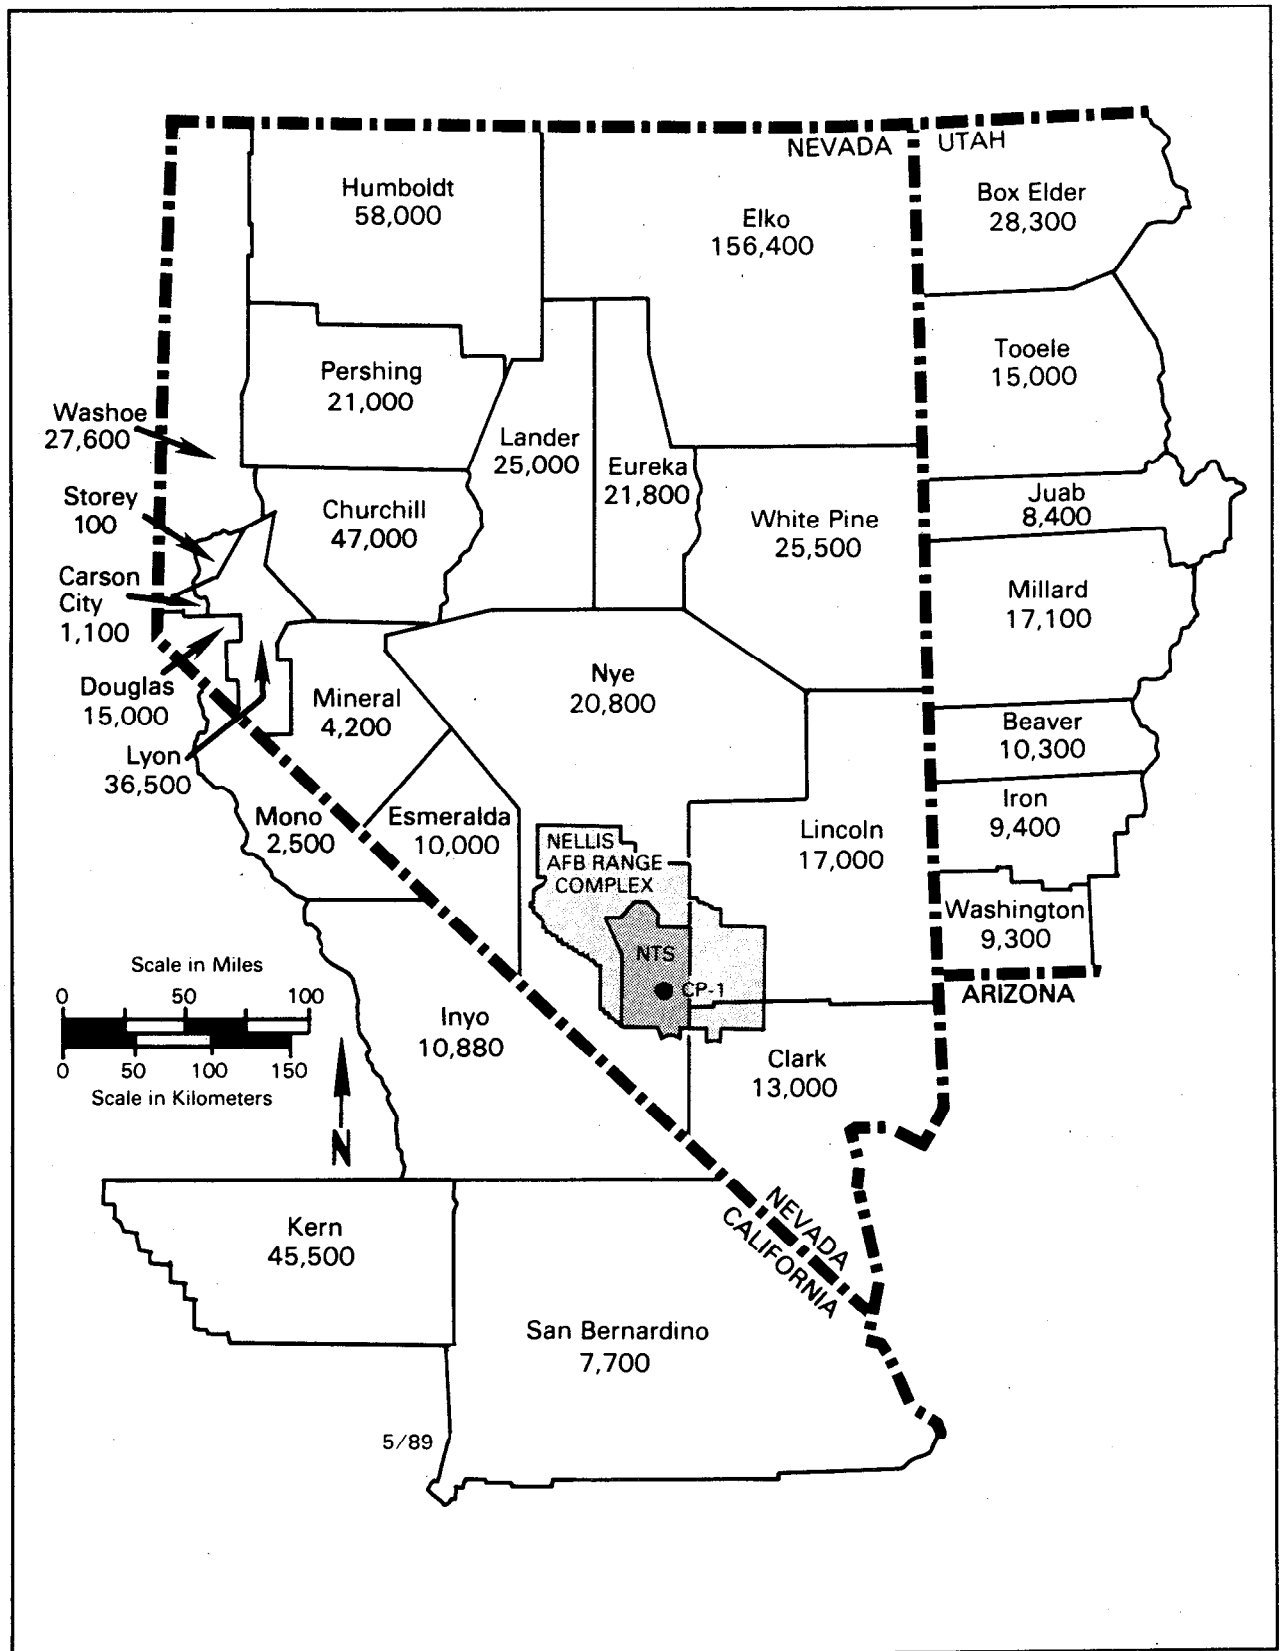 NEVADA
UTAH
Humboldt
58,000
Elko
156,400
Box Elder
28,300
Pershing
21,000
Tooele
15,000
Washoe
27,600
Lander
25,000
Eureka
21,800
Storey
100
Churchill
47,000
White Pine
25,500
Juab
8,400
Carson
City
1,100
Millard
17,100
Douglas
15,000
Mineral
4,200
Nye
20,800
Beaver
10,300
Lyon
36,500
Mono
2,500
Esmeralda
10,000
Lincoln
17,000
Iron
9,400
NELLIS
AFB RANGE
COMPLEX
Washington
9,300
NTS
CP-1
ARIZONA
Scale in Miles
0 50 100
0 50 100 150
Scale in Kilometers
Inyo
10,880
Clark
13,000
N
Kern
45,500
NEVADA
CALIFORNIA
San Bernardino
7,700
5/89